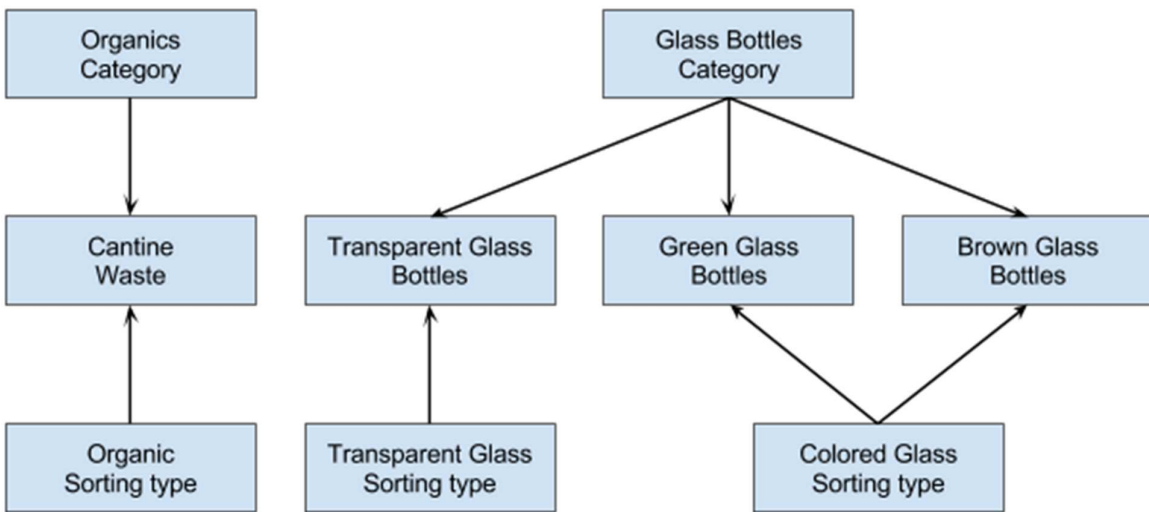 Organics
Category
Glass Bottles
Category
Cantine
Waste
Transparent Glass
Bottles
Green Glass
Bottles
Brown Glass
Bottles
Organic
Sorting type
Transparent Glass
Sorting type
Colored Glass
Sorting type